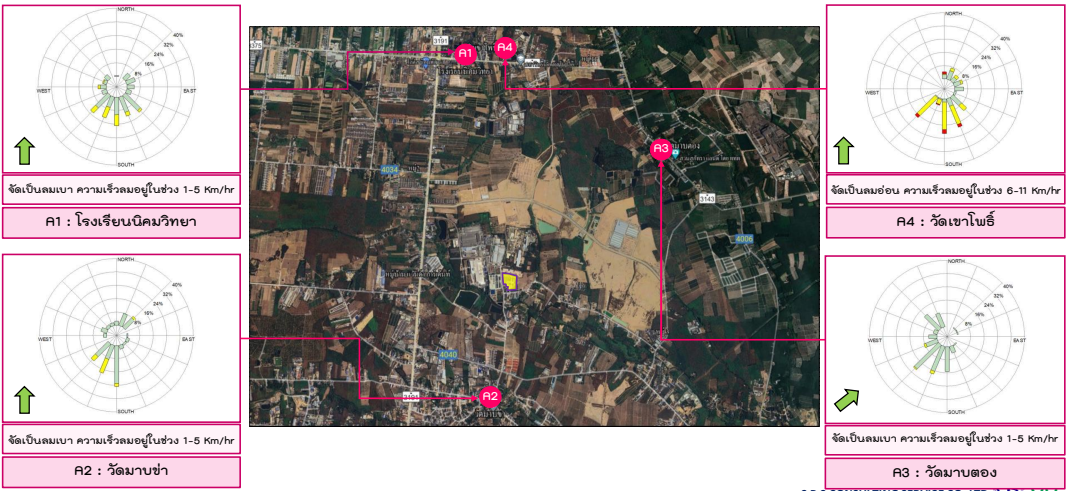 NORTH
40%
32%
24%
16%
8%
WEST
EAST
SOUTH
จัดเป็นลมเบา ความเร็วลมอยู่ในช่วง 1-5 Km/hr
A1 : โรงเรียนนิคมวิทยา
NORTH
40%
32%
24%
16%
8%
WEST
EAST
SOUTH
จัดเป็นลมเบา ความเร็วลมอยู่ในช่วง 1-5 Km/hr
A2 : วัดมาบข่า
3191
A1
A4
A3
3143
4006
4040
A2
NORTH
40%
32%
24%
16%
8%
WEST
EAST
SOUTH
จัดเป็นลมอ่อน ความเร็วลมอยู่ในช่วง 6-11 Km/hr
A4 : วัดเขาโพธิ์
NORTH
40%
32%
24%
16%
8%
WEST
EAST
SOUTH
จัดเป็นลมเบา ความเร็วลมอยู่ในช่วง 1-5 Km/hr
A3 : วัดมาบตอง